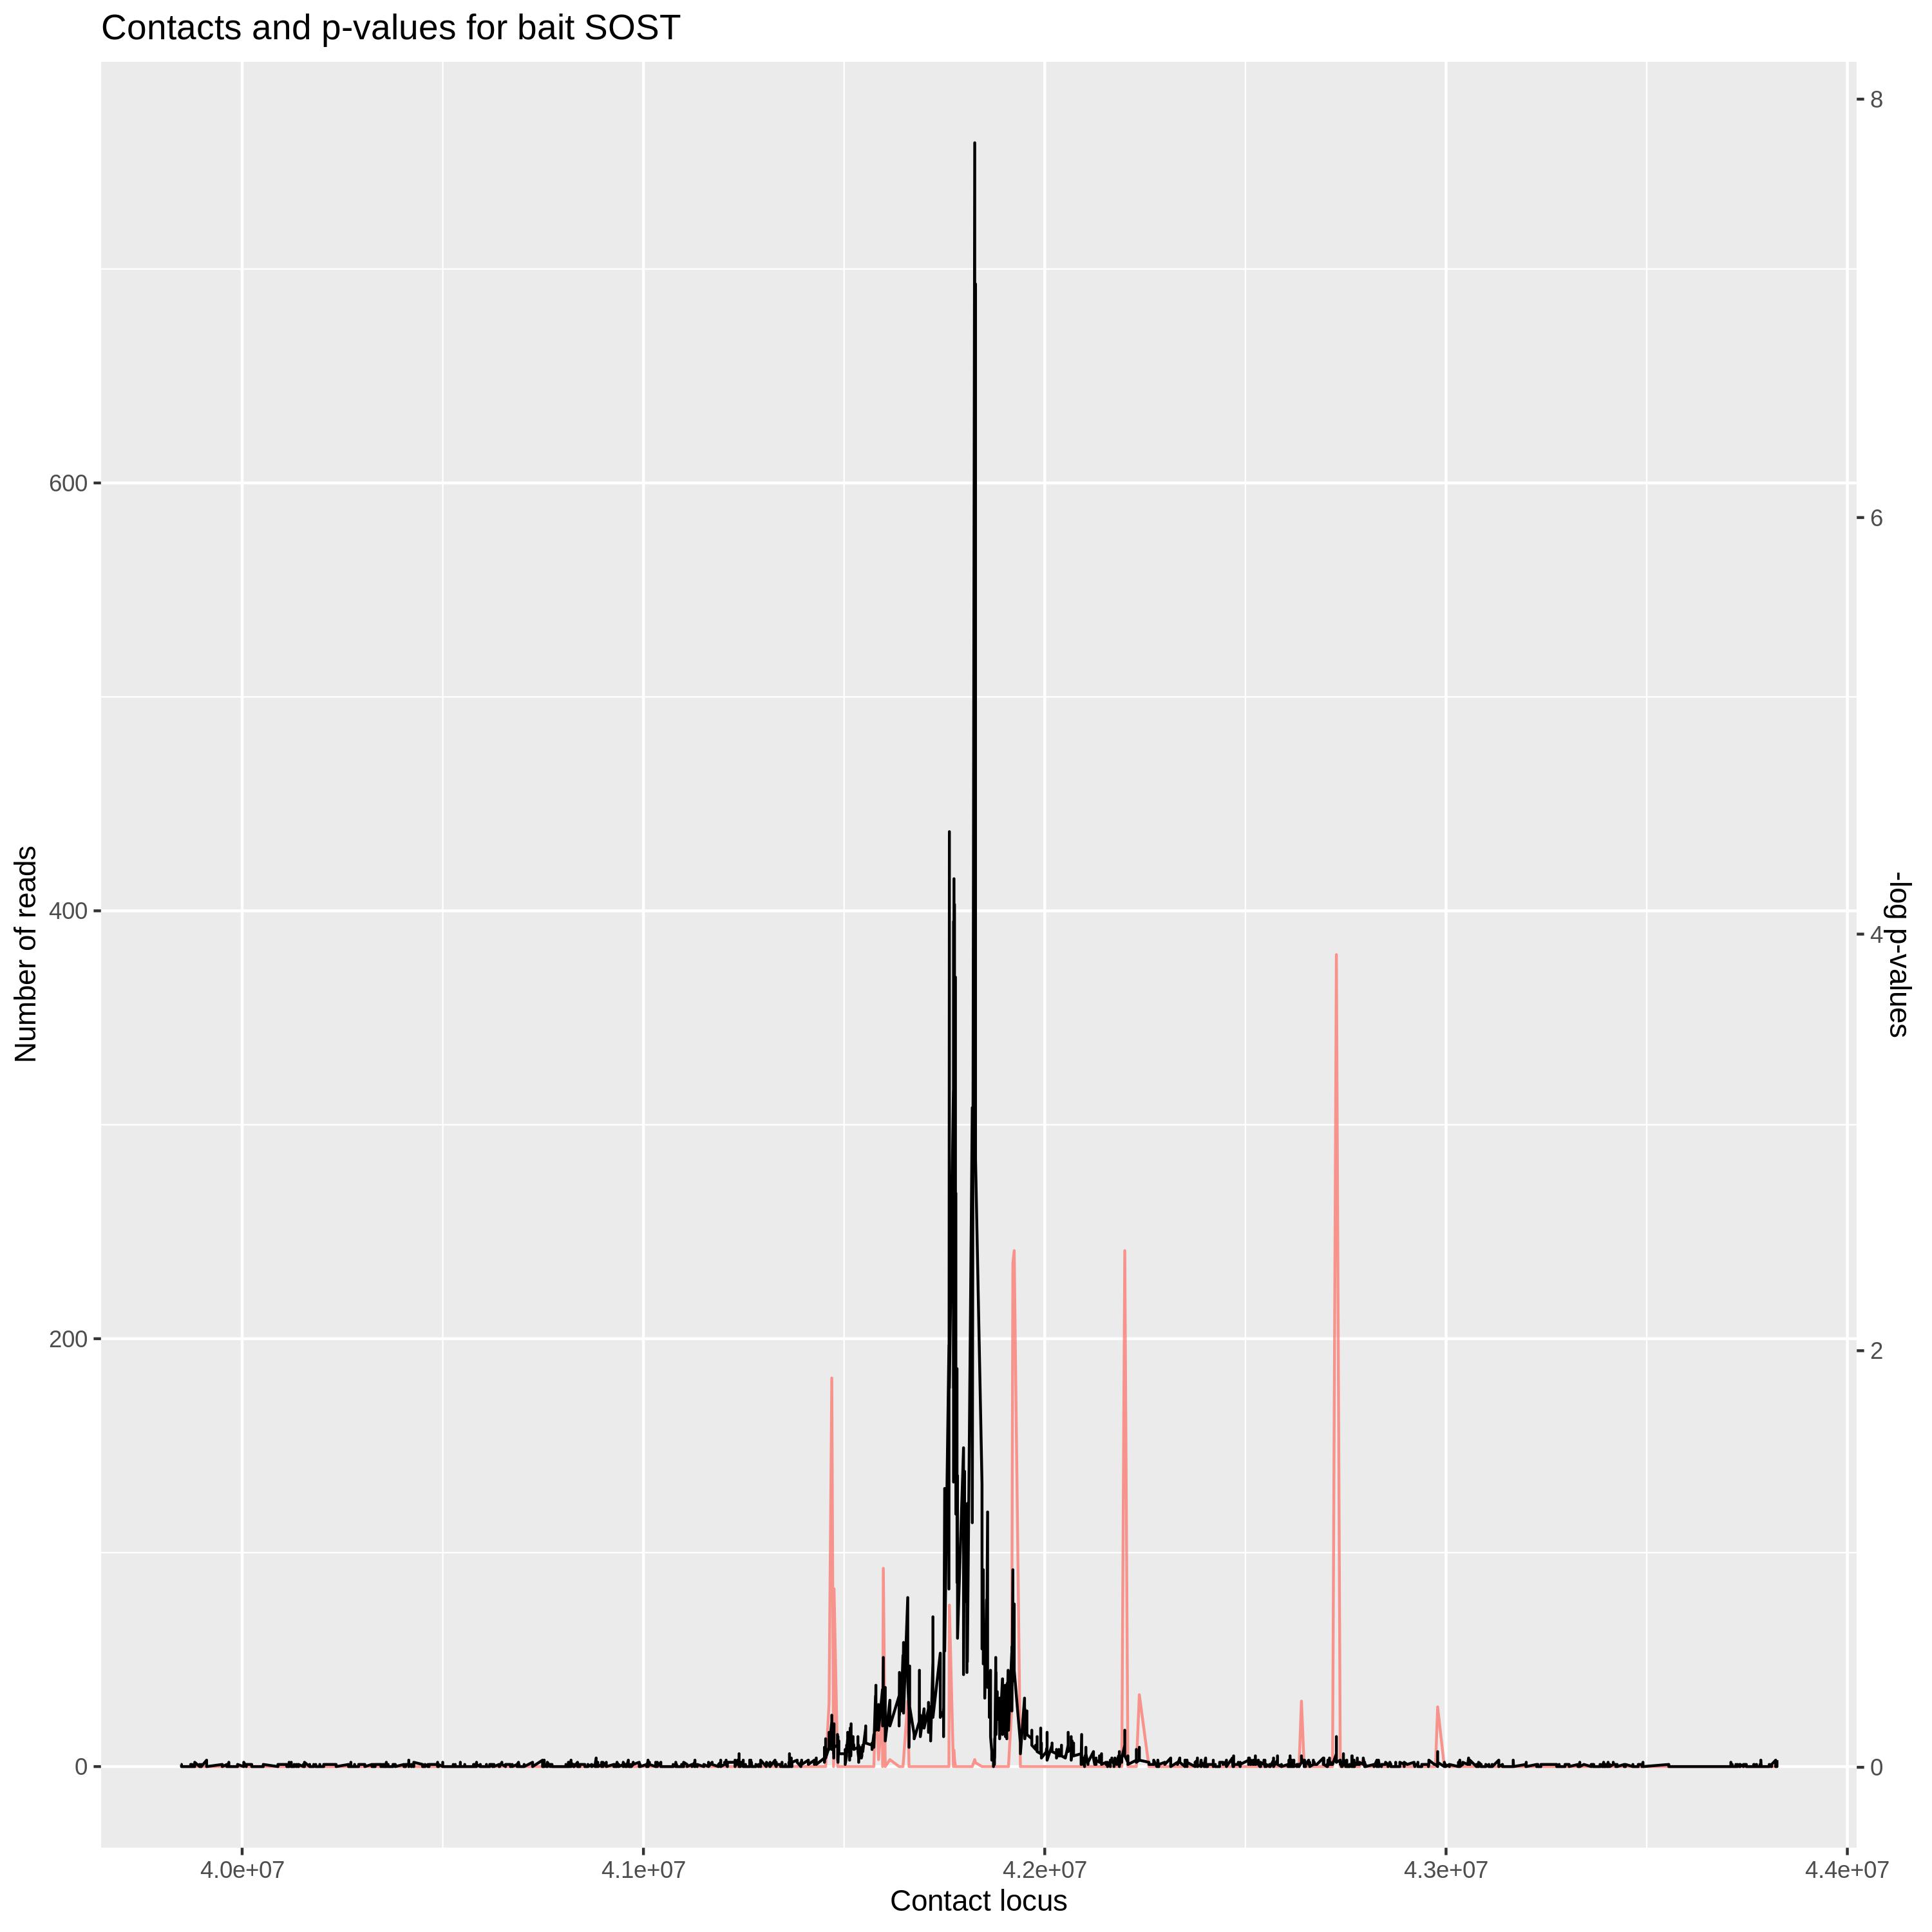 Contacts and p-values for bait SOST
8
600
6
Number of reads
400
4
-log p-values
200
2
0
0
4.0e+07
4.1e+07
4.2e+07
4.3e+07
4.4e+07
Contact locus